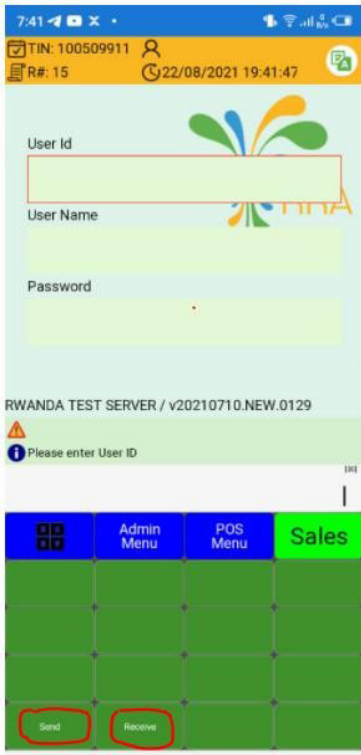 7:41
TIN: 100509911
R#: 15
22/08/2021 19:41:47
User Id
RRA
User Name
Password
RWANDA TEST SERVER / v20210710.NEW.0129
Please enter User ID
Admin Menu
POS Menu
Sales
Send
Receive